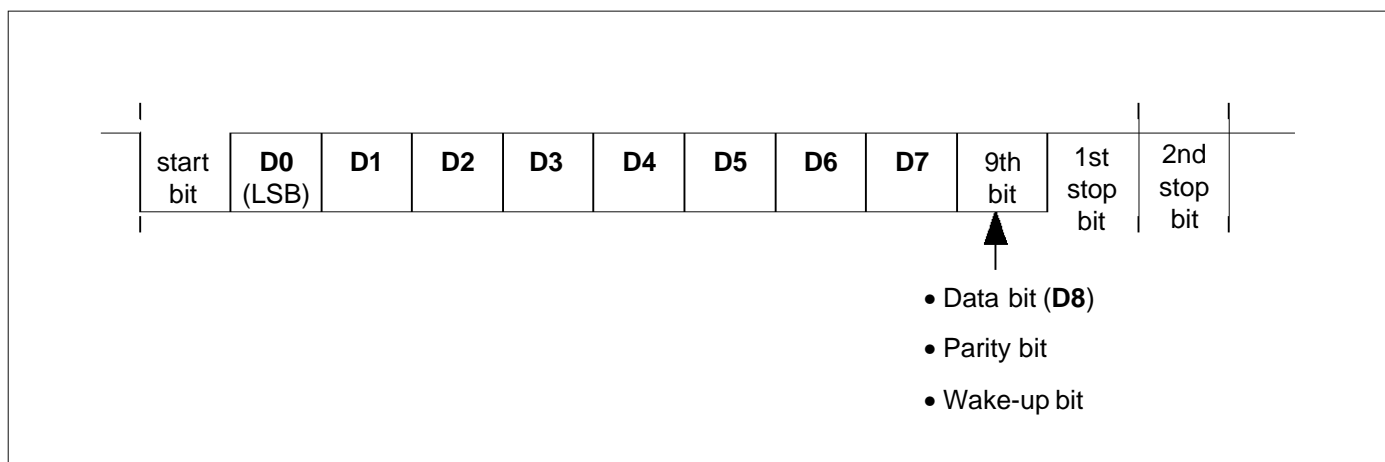 start bit
D0 (LSB)
D1
D2
D3
D4
D5
D6
D7
9th bit
1st stop bit
2nd stop bit
• Data bit (D8)
• Parity bit
• Wake-up bit